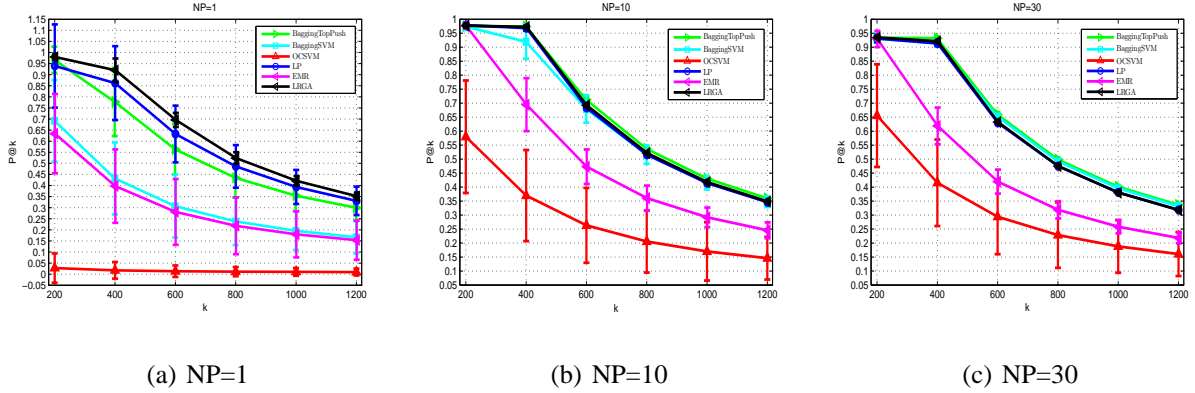 NP=1
1.15
1.1
1.05
1
0.95
0.9
0.85
0.8
0.75
0.7
0.65
0.6
0.55
0.5
0.45
0.4
0.35
0.3
0.25
0.2
0.15
0.1
0.05
0
−0.05
P@k
200 400 600 800 1000 1200
k
BaggingTopPush
BaggingSVM
OCSVM
LP
EMR
LRGA
(a) NP=1
NP=10
1
0.95
0.9
0.85
0.8
0.75
0.7
0.65
0.6
0.55
0.5
0.45
0.4
0.35
0.3
0.25
0.2
0.15
0.1
0.05
P@k
200 400 600 800 1000 1200
k
BaggingTopPush
BaggingSVM
OCSVM
LP
EMR
LRGA
(b) NP=10
NP=30
1
0.95
0.9
0.85
0.8
0.75
0.7
0.65
0.6
0.55
0.5
0.45
0.4
0.35
0.3
0.25
0.2
0.15
0.1
0.05
P@k
200 400 600 800 1000 1200
k
BaggingTopPush
BaggingSVM
OCSVM
LP
EMR
LRGA
(c) NP=30